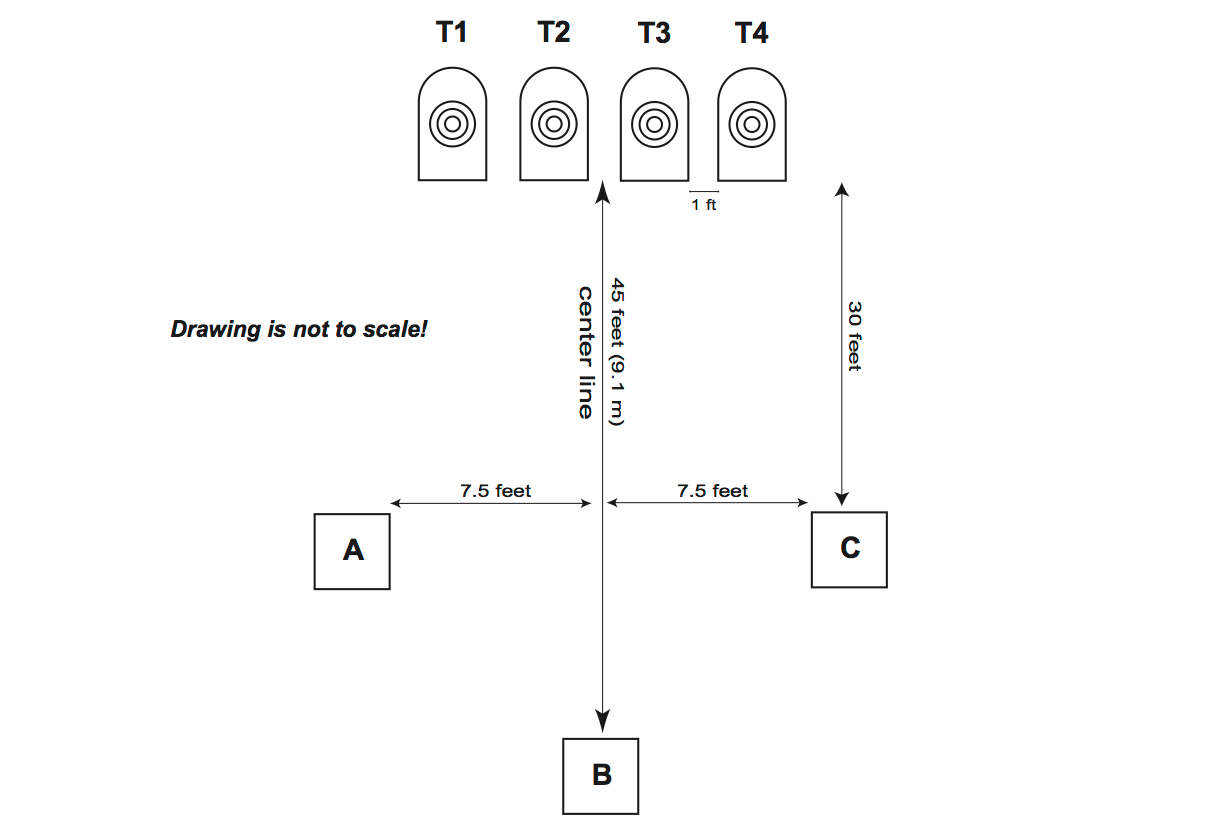 T1 T2 T3 T4
1 ft
45 feet (9.1 m)
center line
30 feet
Drawing is not to scale!
7.5 feet 7.5 feet
A C
B